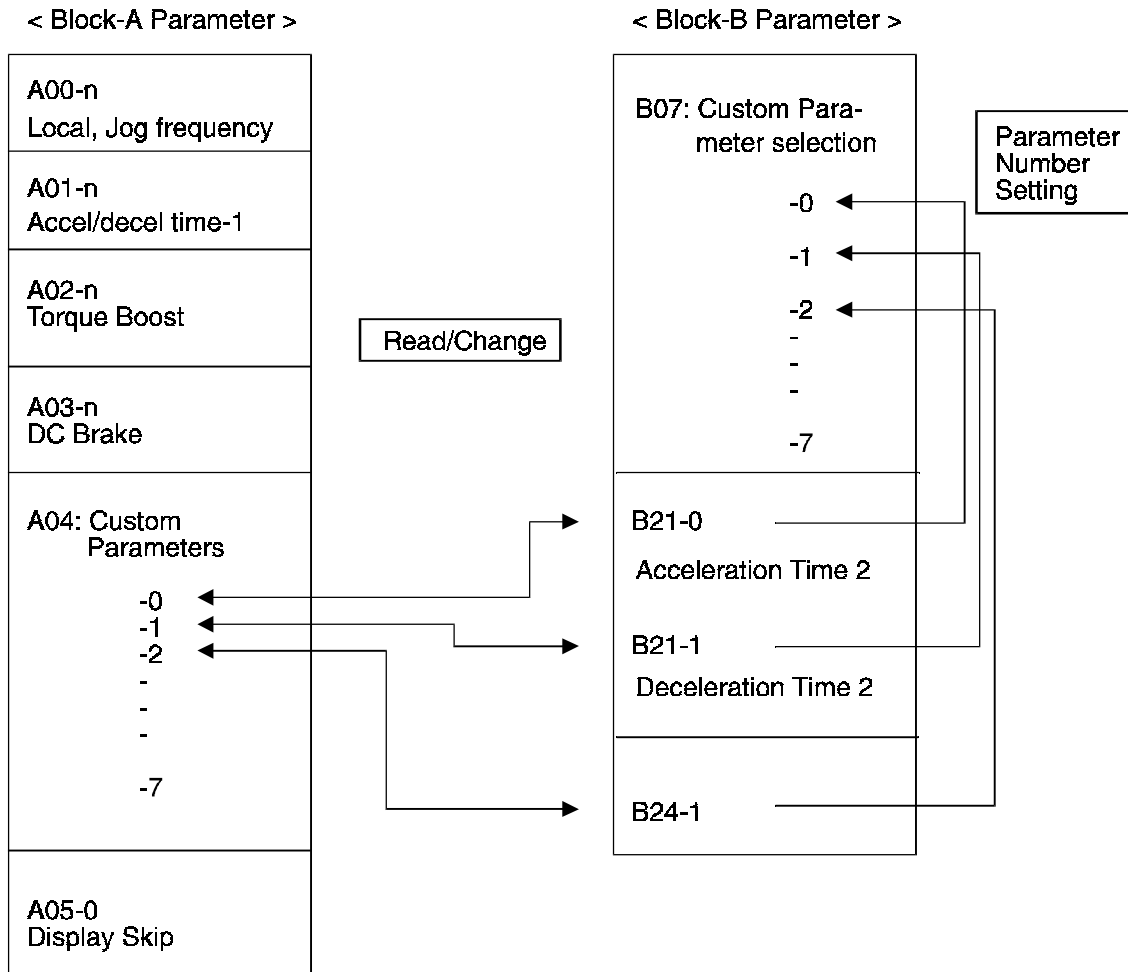 < Block-A Parameter >
A00-n
Local, Jog frequency
A01-n
Accel/decel time-1
A02-n
Torque Boost
A03-n
DC Brake
A04: Custom
Parameters
-0
-1
-2
-
-
-
-7
A05-0
Display Skip
Read/Change
< Block-B Parameter >
B07: Custom Para-
meter selection
-0
-1
-2
-
-
-
-7
B21-0
Acceleration Time 2
B21-1
Deceleration Time 2
B24-1
Parameter
Number
Setting